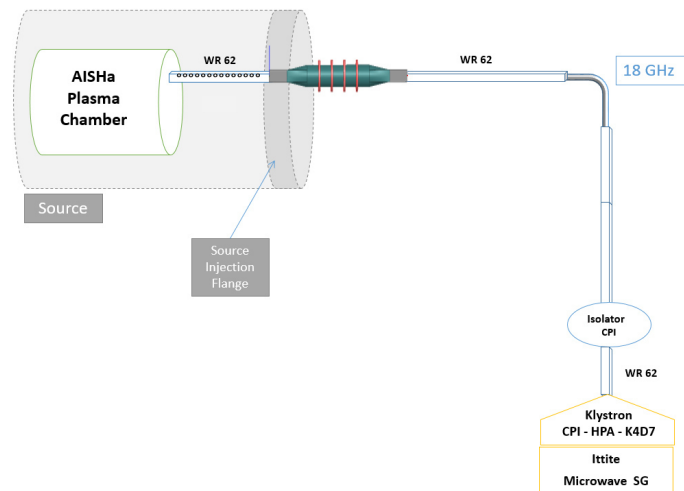 WR 62
WR 62
18 GHz
AISHa
Plasma
Chamber
Source
Source
Injection
Flange
Isolator
CPI
WR 62
Klystron
CPI - HPA - K4D7
Ittite
Microwave SG